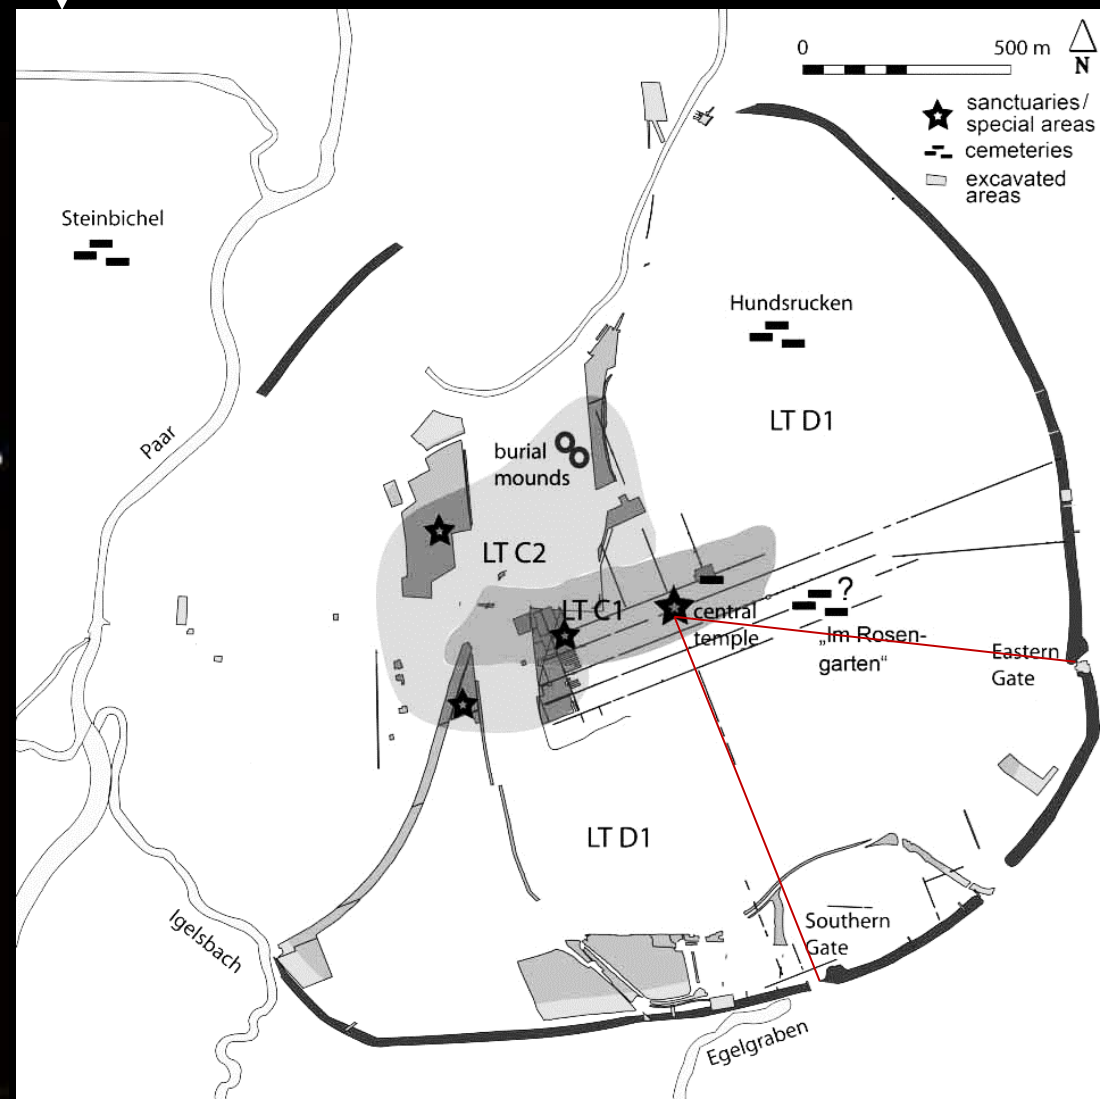 0 500 m
N
sanctuaries/
special areas
cemeteries
excavated
areas
Steinbichel
Hundsrucken
LT D1
Paar
burial
mounds
LT C2
LT C1
central
temple
?
„Im Rosen-
garten“
Eastern
Gate
LT D1
Southern
Gate
Igelsbach
Egelgraben